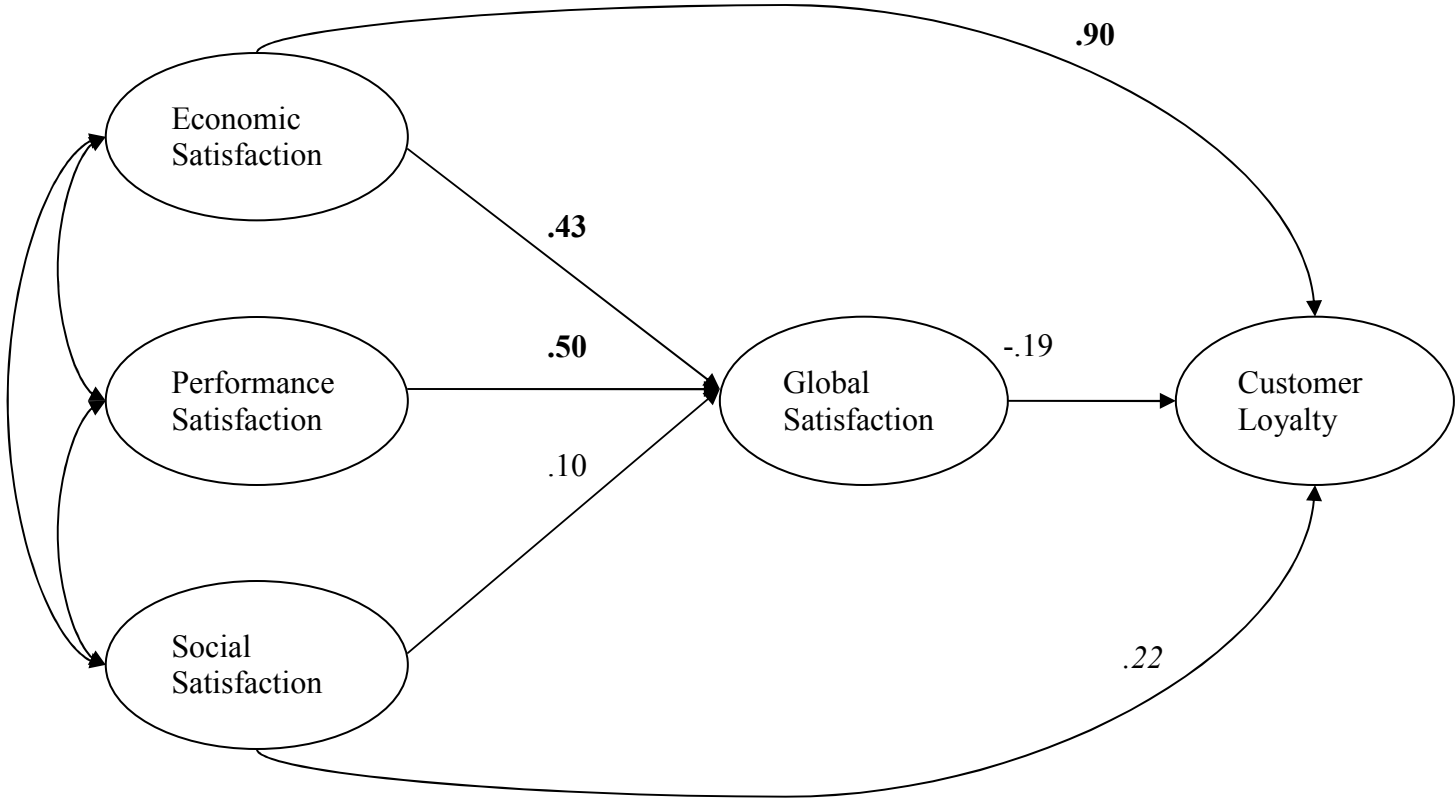 .90
Economic
Satisfaction
.43
.50
-.19
Performance
Satisfaction
Global
Satisfaction
Customer
Loyalty
.10
Social
Satisfaction
.22